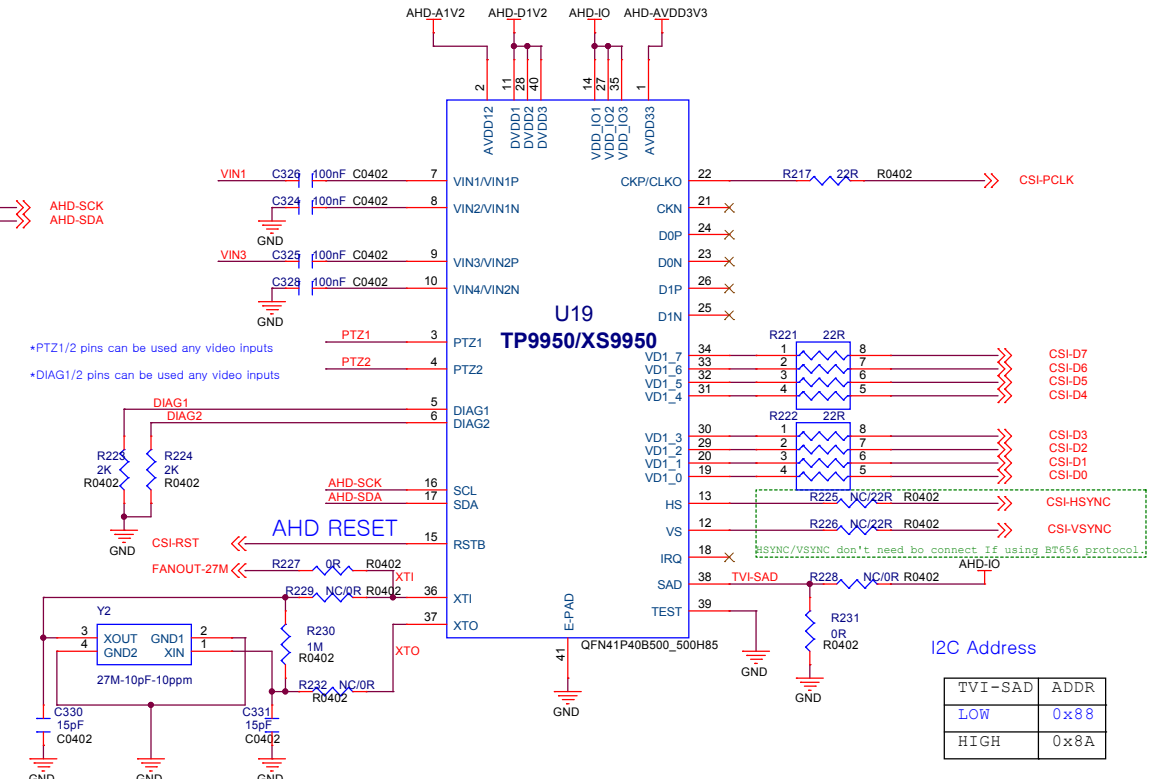 AHD-A1V2 AHD-D1V2 AHD-IO AHD-AVDD3V3
2 11 28 40 14 27 35 1
AVDD12 DVDD1 DVDD2 DVDD3 VDD_IO1 VDD_IO2 VDD_IO3 AVDD33
VIN1 C326 100nF C0402 7 VIN1/VIN1P CKP/CLKO 22 R217 22R R0402 CSI-PCLK
AHD-SCK C324 100nF C0402 8 VIN2/VIN1N CKN 21
AHD-SDA
GND D0P 24
VIN3 C325 100nF C0402 9 VIN3/VIN2P D0N 23
C328 100nF C0402 10 VIN4/VIN2N D1P 26
GND U19 D1N 25
TP9950/XS9950
PTZ1 3 PTZ1 R221 22R
*PTZ1/2 pins can be used any video inputs VD1_7 34 1 8 CSI-D7
PTZ2 4 PTZ2 VD1_6 33 2 7 CSI-D6
*DIAG1/2 pins can be used any video inputs VD1_5 32 3 6 CSI-D5
VD1_4 31 4 5 CSI-D4
DIAG1 5 DIAG1
DIAG2 6 DIAG2 R222 22R
VD1_3 30 1 8 CSI-D3
VD1_2 29 2 7 CSI-D2
R223 R224 VD1_1 20 3 6 CSI-D1
2K 2K VD1_0 19 4 5 CSI-D0
R0402 R0402
AHD-SCK 16 SCL
AHD-SDA 17 SDA HS 13 R225 NC/22R R0402 CSI-HSYNC
GND AHD RESET VS 12 R226 NC/22R R0402 CSI-VSYNC
CSI-RST 15 RSTB
HSYNC/VSYNC don't need bo connect If using BT656 protocol.
IRQ 18
FANOUT-27M R227 0R R0402 XTI AHD-IO
SAD 38 TVI-SAD R228 NC/0R R0402
R229 NC/0R R0402 36 XTI
TEST 39
Y2 37 XTO E-PAD R231
3 XOUT GND1 2 R230 0R
4 GND2 XIN 1 1M XTO R0402
R0402 41 QFN41P40B500_500H85 I2C Address
27M-10pF-10ppm GND
R232 NC/0R GND
R0402
TVI-SAD ADDR
C330 C331 GND
15pF 15pF LOW 0x88
C0402 C0402 HIGH 0x8A
GND GND GND